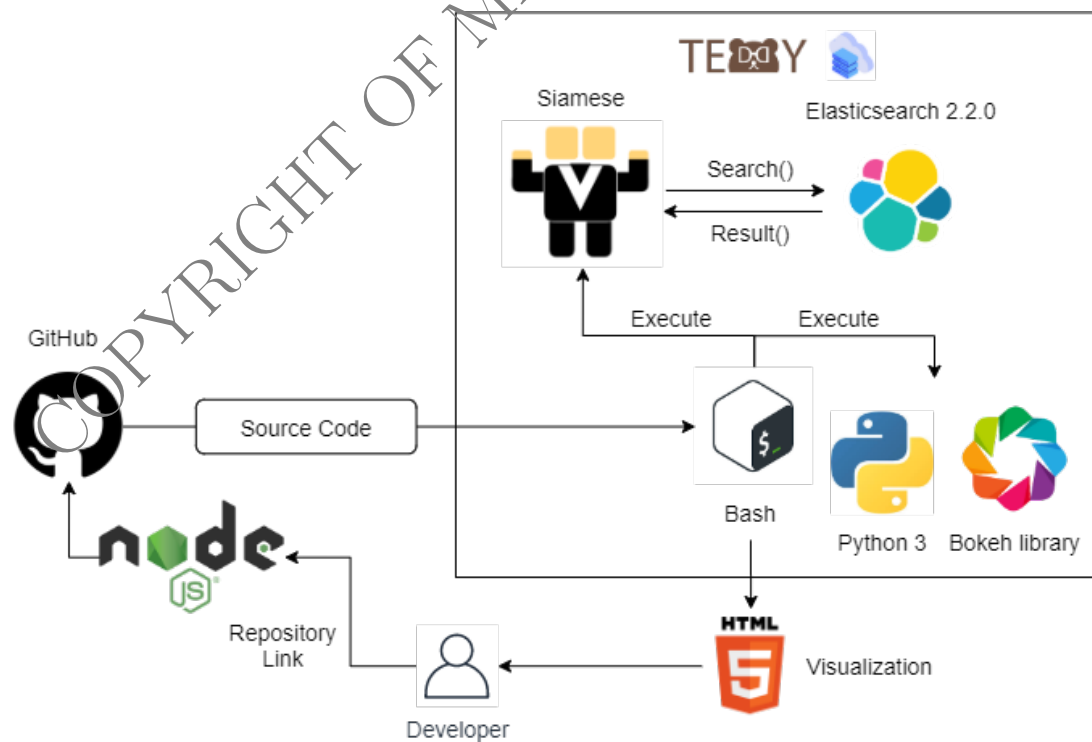 COPYRIGHT OF M
TEDDY
Siamese
Elasticsearch 2.2.0
Search()
Result()
Execute
Execute
GitHub
Source Code
$_
Bash
Python 3
Bokeh library
node
JS
Repository
Link
HTML
5
Visualization
Developer